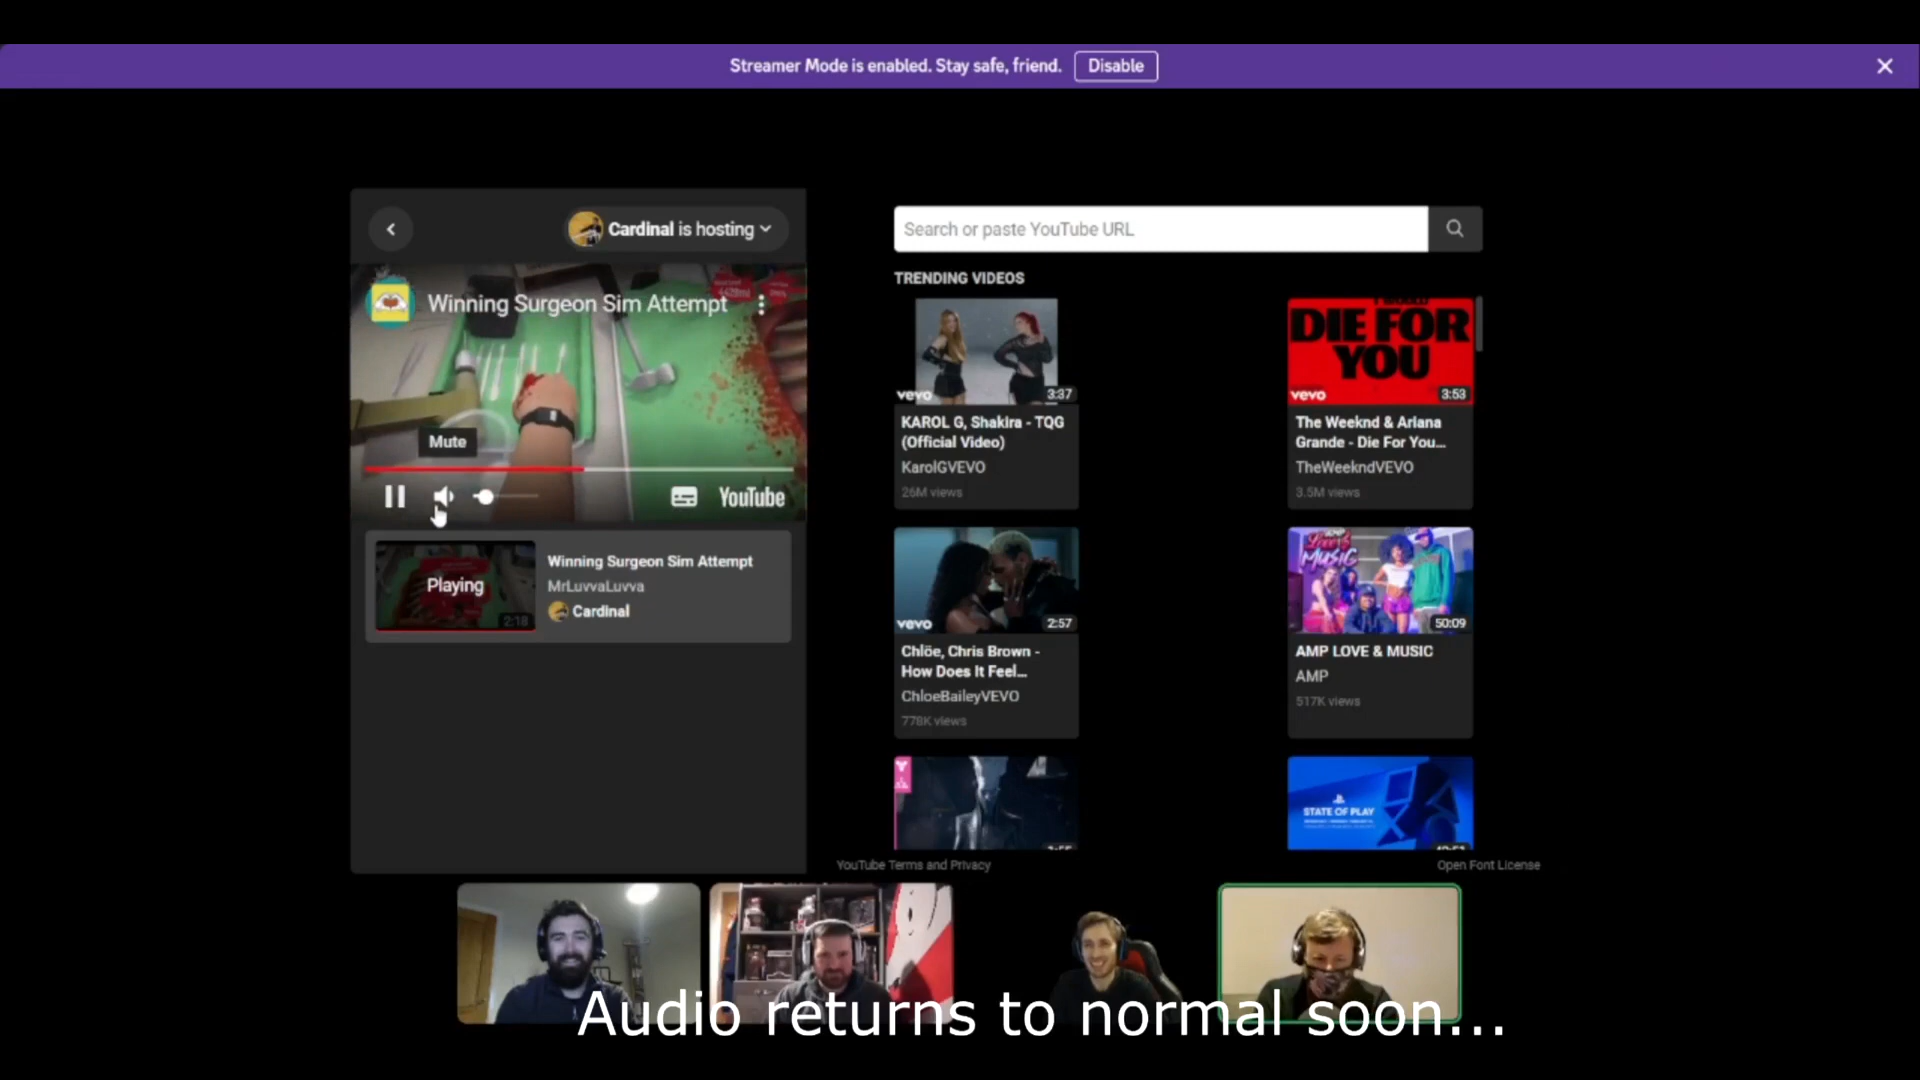 Streamer Mode is enabled. Stay safe, friend.
Disable
Cardinal is hosting
Winning Surgeon Sim Attempt
Mute
YouTube
Playing
2:18
Winning Surgeon Sim Attempt
MrLuvvaLuvva
Cardinal
Search or paste YouTube URL
TRENDING VIDEOS
vevo
3:37
KAROL G, Shakira - TQG
(Official Video)
KarolGVEVO
26M views
DIE FOR
YOU
vevo
3:53
The Weeknd & Ariana
Grande - Die For You...
TheWeekndVEVO
3.5M views
vevo
2:57
Chlöe, Chris Brown -
How Does It Feel...
ChloeBaileyVEVO
778K views
MUSIC
50:09
AMP LOVE & MUSIC
AMP
517K views
STATE OF PLAY
YouTube Terms and Privacy
Open Font License
Audio returns to normal soon...